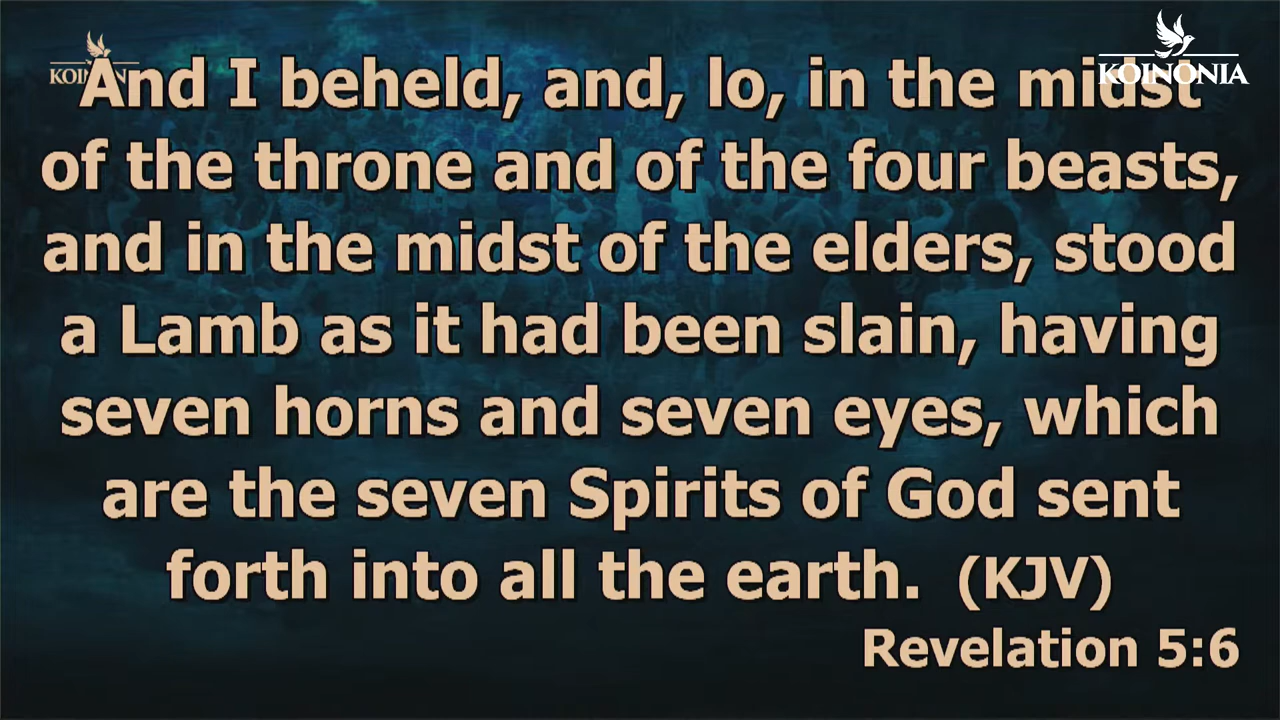 KOINONIA
And I beheld, and, lo, in the midst
of the throne and of the four beasts,
and in the midst of the elders, stood
a Lamb as it had been slain, having
seven horns and seven eyes, which
are the seven Spirits of God sent
forth into all the earth. (KJV)
Revelation 5:6